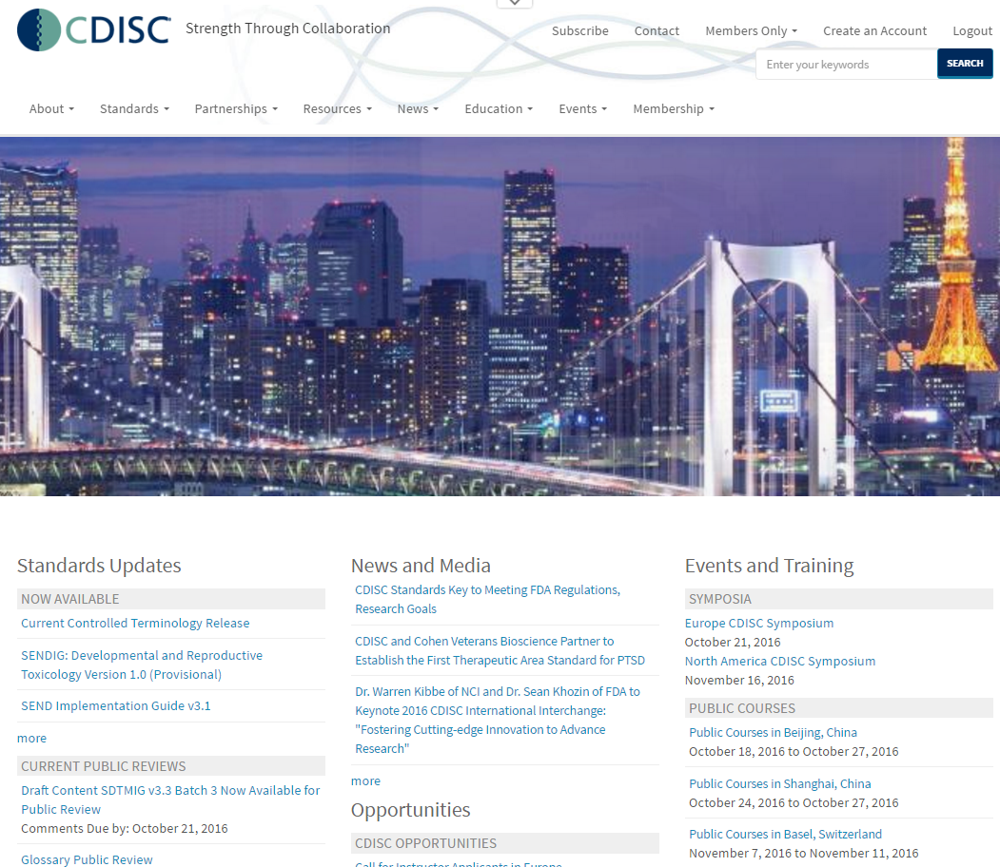 CDISC
Strength Through Collaboration
Subscribe
Contact
Members Only
Create an Account
Logout
Enter your keywords
SEARCH
About
Standards
Partnerships
Resources
News
Education
Events
Membership
Standards Updates
NOW AVAILABLE
Current Controlled Terminology Release
SENDIG: Developmental and Reproductive
Toxicology Version 1.0 (Provisional)
SEND Implementation Guide v3.1
more
CURRENT PUBLIC REVIEWS
Draft Content SDTMIG v3.3 Batch 3 Now Available for
Public Review
Comments Due by: October 21, 2016
Glossary Public Review
News and Media
CDISC Standards Key to Meeting FDA Regulations,
Research Goals
CDISC and Cohen Veterans Bioscience Partner to
Establish the First Therapeutic Area Standard for PTSD
Dr. Warren Kibbe of NCI and Dr. Sean Khozin of FDA to
Keynote 2016 CDISC International Interchange:
"Fostering Cutting-edge Innovation to Advance
Research"
more
Opportunities
CDISC OPPORTUNITIES
Call for Instructor Applicants in Europe
Events and Training
SYMPOSIA
Europe CDISC Symposium
October 21, 2016
North America CDISC Symposium
November 16, 2016
PUBLIC COURSES
Public Courses in Beijing, China
October 18, 2016 to October 27, 2016
Public Courses in Shanghai, China
October 24, 2016 to October 27, 2016
Public Courses in Basel, Switzerland
November 7, 2016 to November 11, 2016